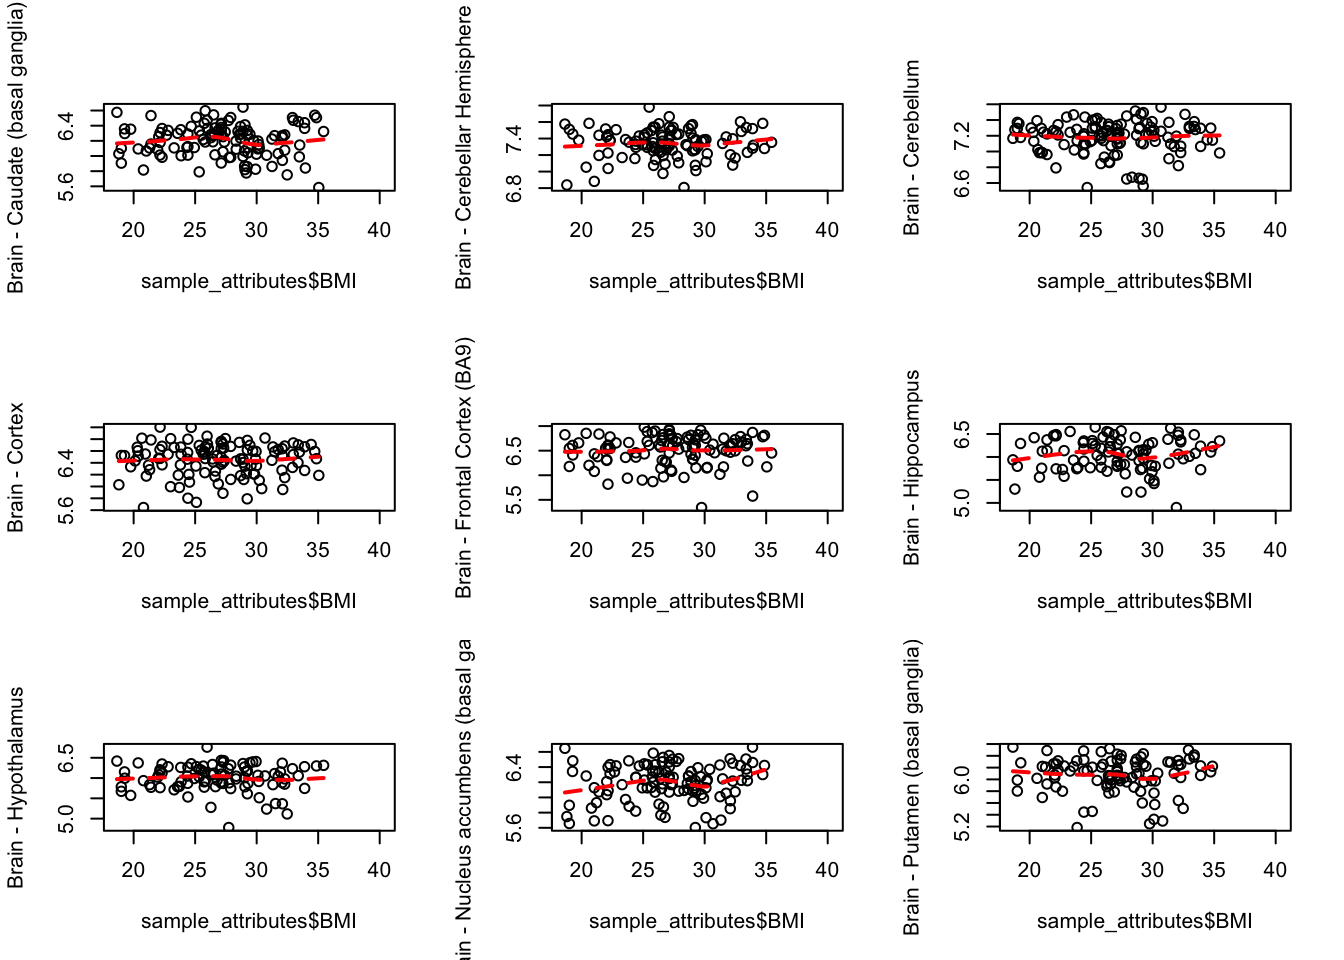 Brain - Caudate (basal ganglia)
5.6 6.4
20 25 30 35 40
sample_attributes$BMI
Brain - Cerebellar Hemisphere
6.8 7.4
20 25 30 35 40
sample_attributes$BMI
Brain - Cerebellum
6.6 7.2
20 25 30 35 40
sample_attributes$BMI
Brain - Cortex
5.6 6.4
20 25 30 35 40
sample_attributes$BMI
Brain - Frontal Cortex (BA9)
5.5 6.5
20 25 30 35 40
sample_attributes$BMI
Brain - Hippocampus
5.0 6.5
20 25 30 35 40
sample_attributes$BMI
Brain - Hypothalamus
5.0 6.5
20 25 30 35 40
sample_attributes$BMI
ain - Nucleus accumbens (basal ga
5.6 6.4
20 25 30 35 40
sample_attributes$BMI
Brain - Putamen (basal ganglia)
5.2 6.0
20 25 30 35 40
sample_attributes$BMI